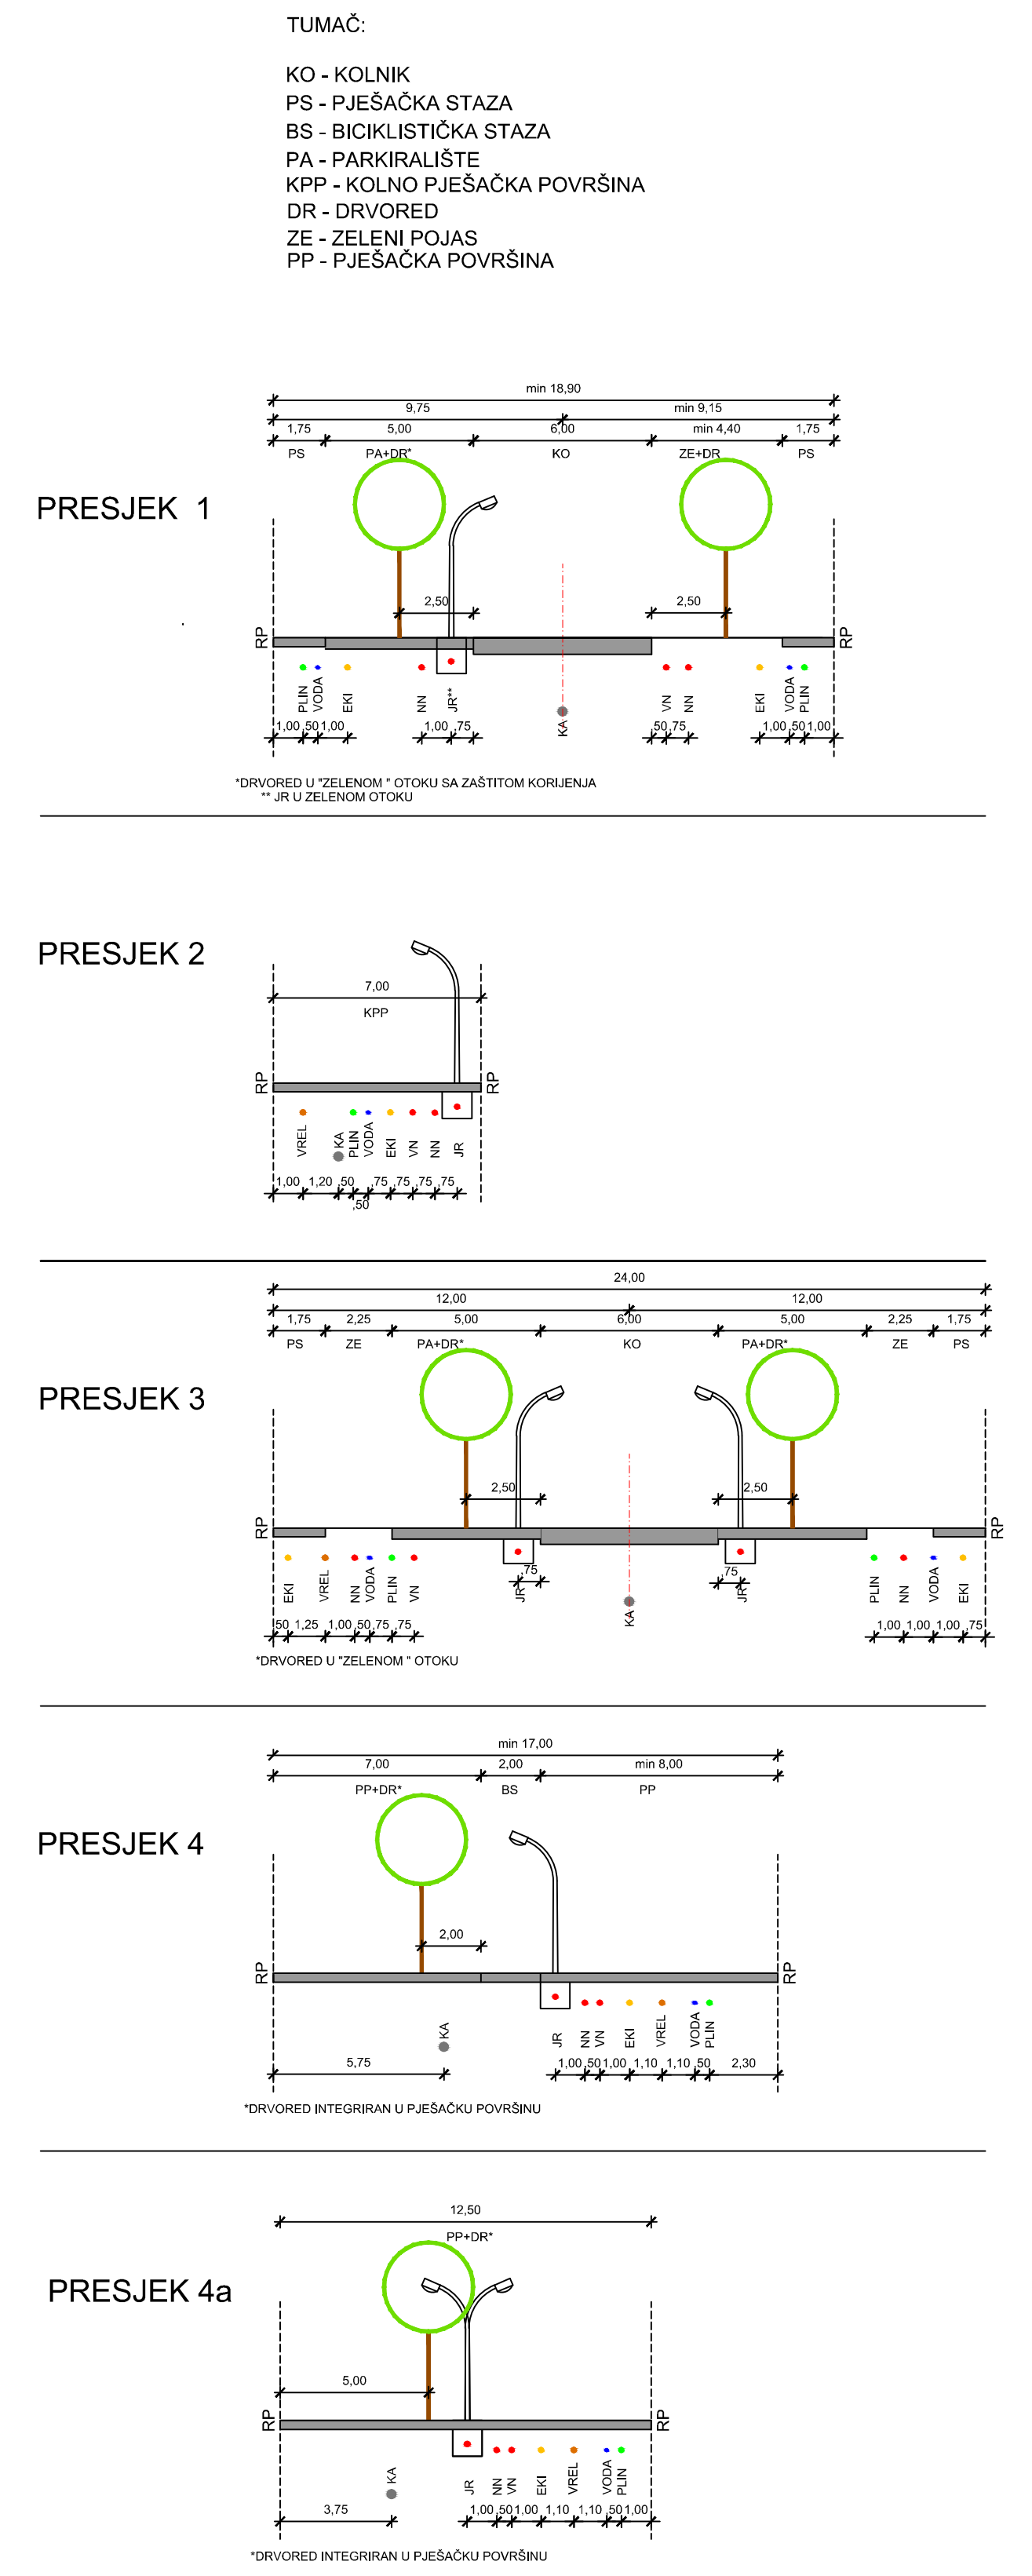 TUMAČ:
KO - KOLNIK
PS - PJEŠAČKA STAZA
BS - BICIKLISTIČKA STAZA
PA - PARKIRALIŠTE
KPP - KOLNO PJEŠAČKA POVRŠINA
DR - DRVORED
ZE - ZELENI POJAS
PP - PJEŠAČKA POVRŠINA
min 18,90
9,75 min 9,15
1,75 5,00 6,00 min 4,40 1,75
PS PA+DR* KO ZE+DR PS
PRESJEK 1
2,50 2,50
RP RP
PLIN VODA EKI NN JR** KA VN NN EKI VODA PLIN
1,00 ,50 1,00 1,00 ,75 ,50 ,75 1,00 ,50 1,00
*DRVORED U "ZELENOM " OTOKU SA ZAŠTITOM KORIJENJA
** JR U ZELENOM OTOKU
PRESJEK 2
7,00
KPP
RP RP
VREL KA PLIN VODA EKI VN NN JR
1,00 1,20 ,50 ,75 ,75 ,75 ,75
,50
24,00
12,00 12,00
1,75 2,25 5,00 6,00 5,00 2,25 1,75
PS ZE PA+DR* KO PA+DR* ZE PS
PRESJEK 3
2,50 2,50
RP RP
,75 ,75
EKI VREL NN VODA PLIN VN JR* KA JR* PLIN NN VODA EKI
50 1,25 1,00 ,50 ,75 ,75 1,00 1,00 1,00 ,75
*DRVORED U "ZELENOM " OTOKU
min 17,00
7,00 2,00 min 8,00
PP+DR* BS PP
PRESJEK 4
2,00
RP RP
KA JR NN VN EKI VREL VODA PLIN
5,75 1,00 ,50 1,00 1,10 1,10 ,50 2,30
*DRVORED INTEGRIRAN U PJEŠAČKU POVRŠINU
12,50
PP+DR*
PRESJEK 4a
5,00
RP RP
KA JR NN VN EKI VREL VODA PLIN
3,75 1,00 ,50 1,00 1,10 1,10 ,50 1,00
*DRVORED INTEGRIRAN U PJEŠAČKU POVRŠINU